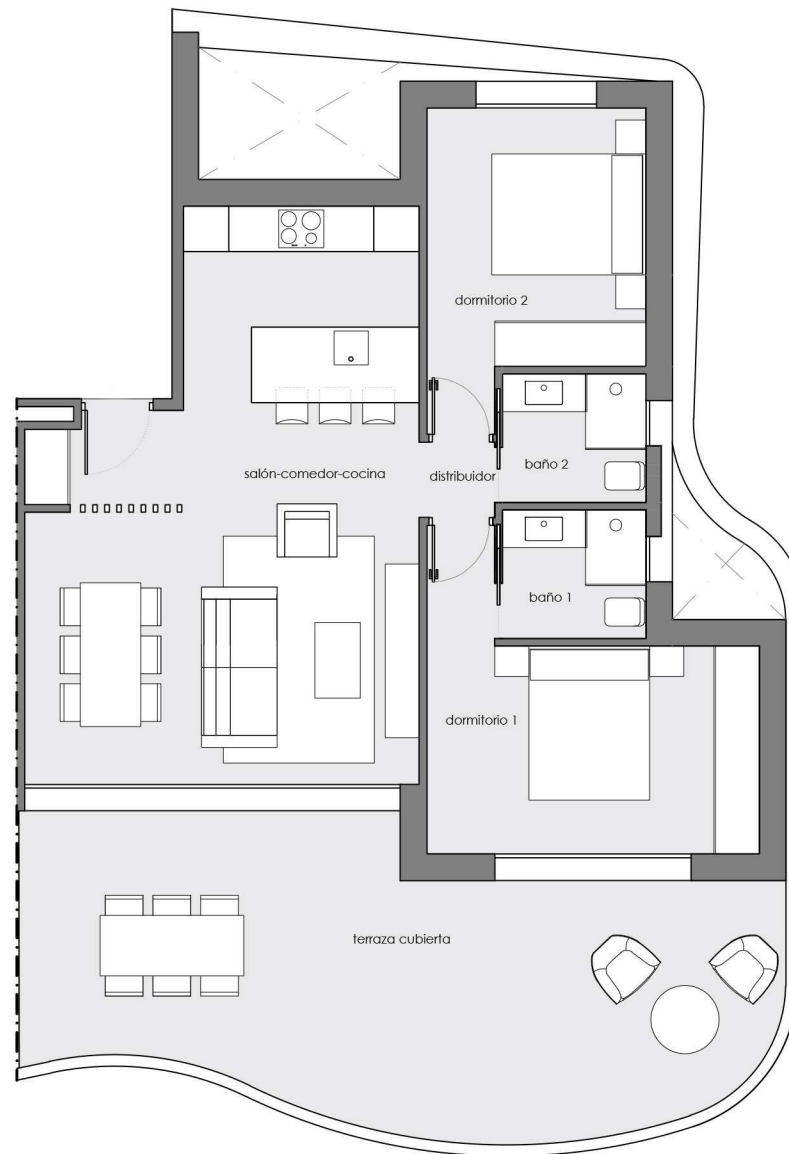 dormitorio 2
salón-comedor-cocina
distribuidor
baño 2
baño 1
dormitorio 1
terraza cubierta